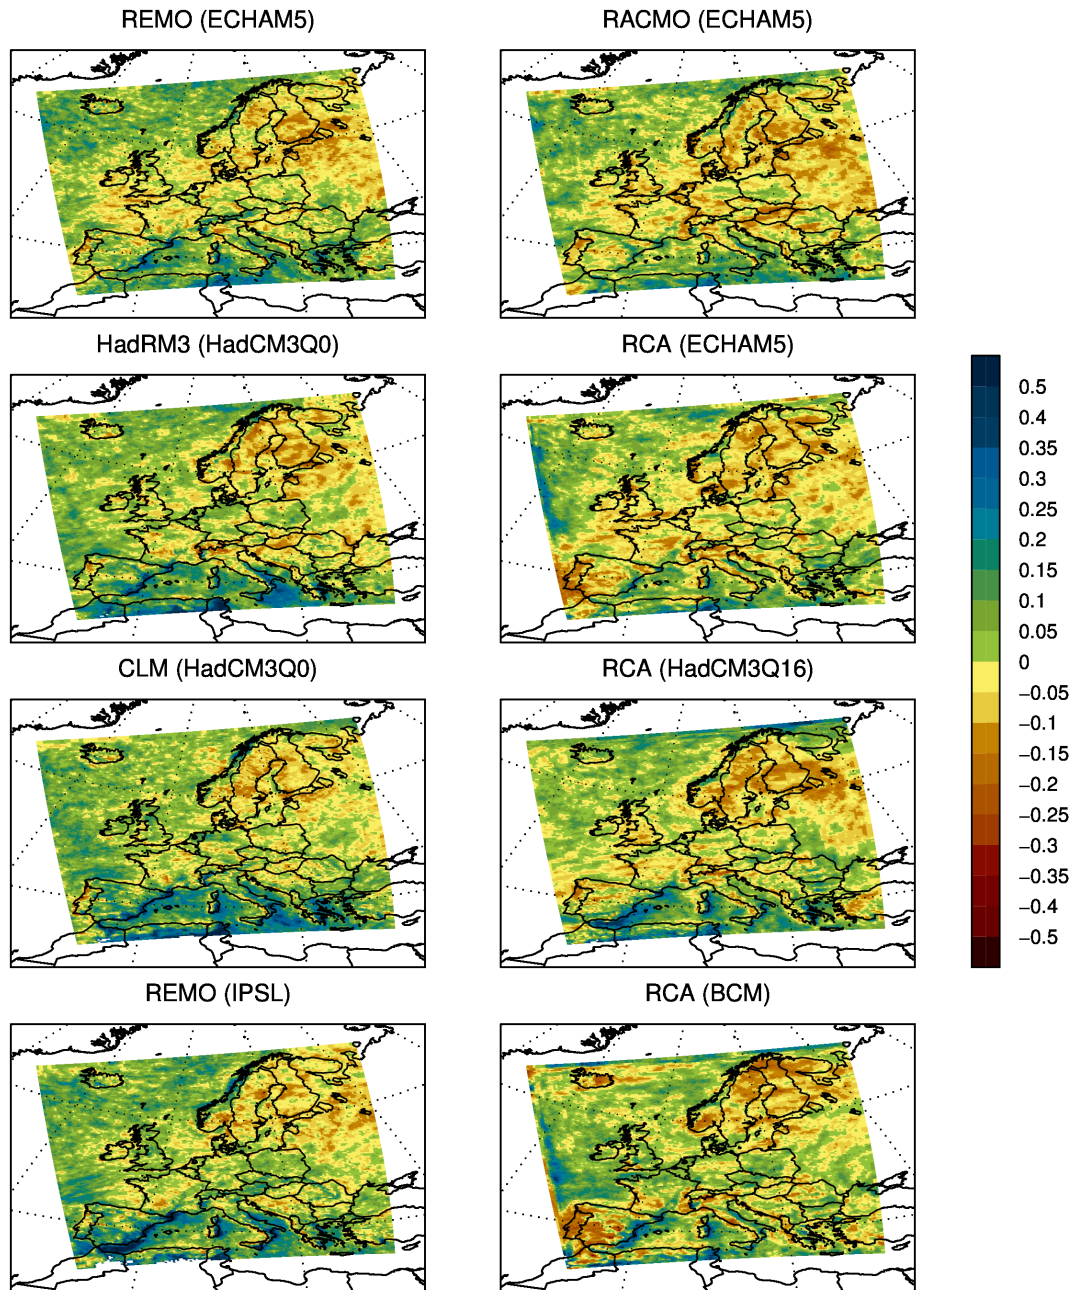 REMO (ECHAM5)
RACMO (ECHAM5)
HadRM3 (HadCM3Q0)
RCA (ECHAM5)
CLM (HadCM3Q0)
RCA (HadCM3Q16)
REMO (IPSL)
RCA (BCM)
0.5
0.4
0.35
0.3
0.25
0.2
0.15
0.1
0.05
0
−0.05
−0.1
−0.15
−0.2
−0.25
−0.3
−0.35
−0.4
−0.5